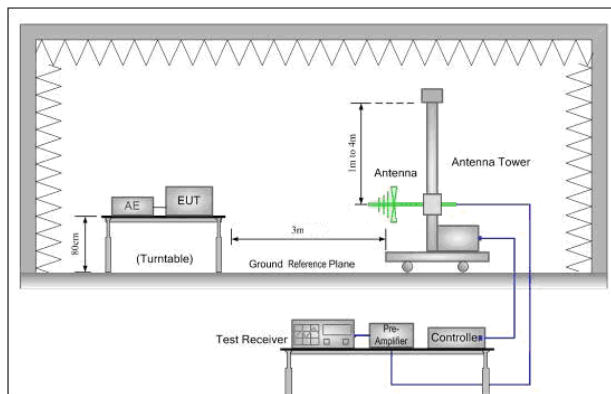 1m to 4m
Antenna
Antenna Tower
AE
EUT
80cm
(Turntable)
3m
Ground Reference Plane
Test Receiver
Pre-
Amplifier
Controller